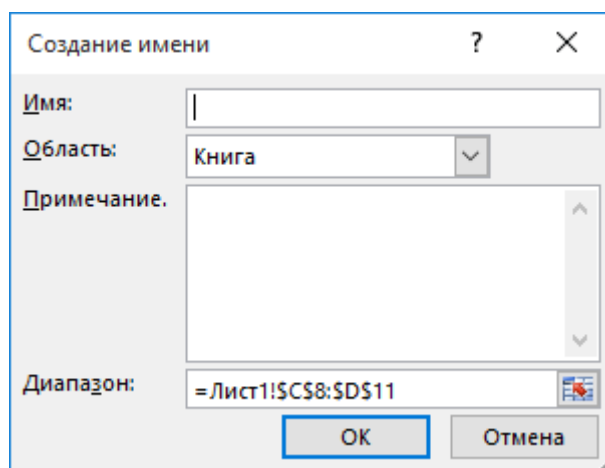 Создание имени ?
Имя:
Область: Книга
Примечание.
Диапазон: =Лист1!$C$8:$D$11
ОК Отмена